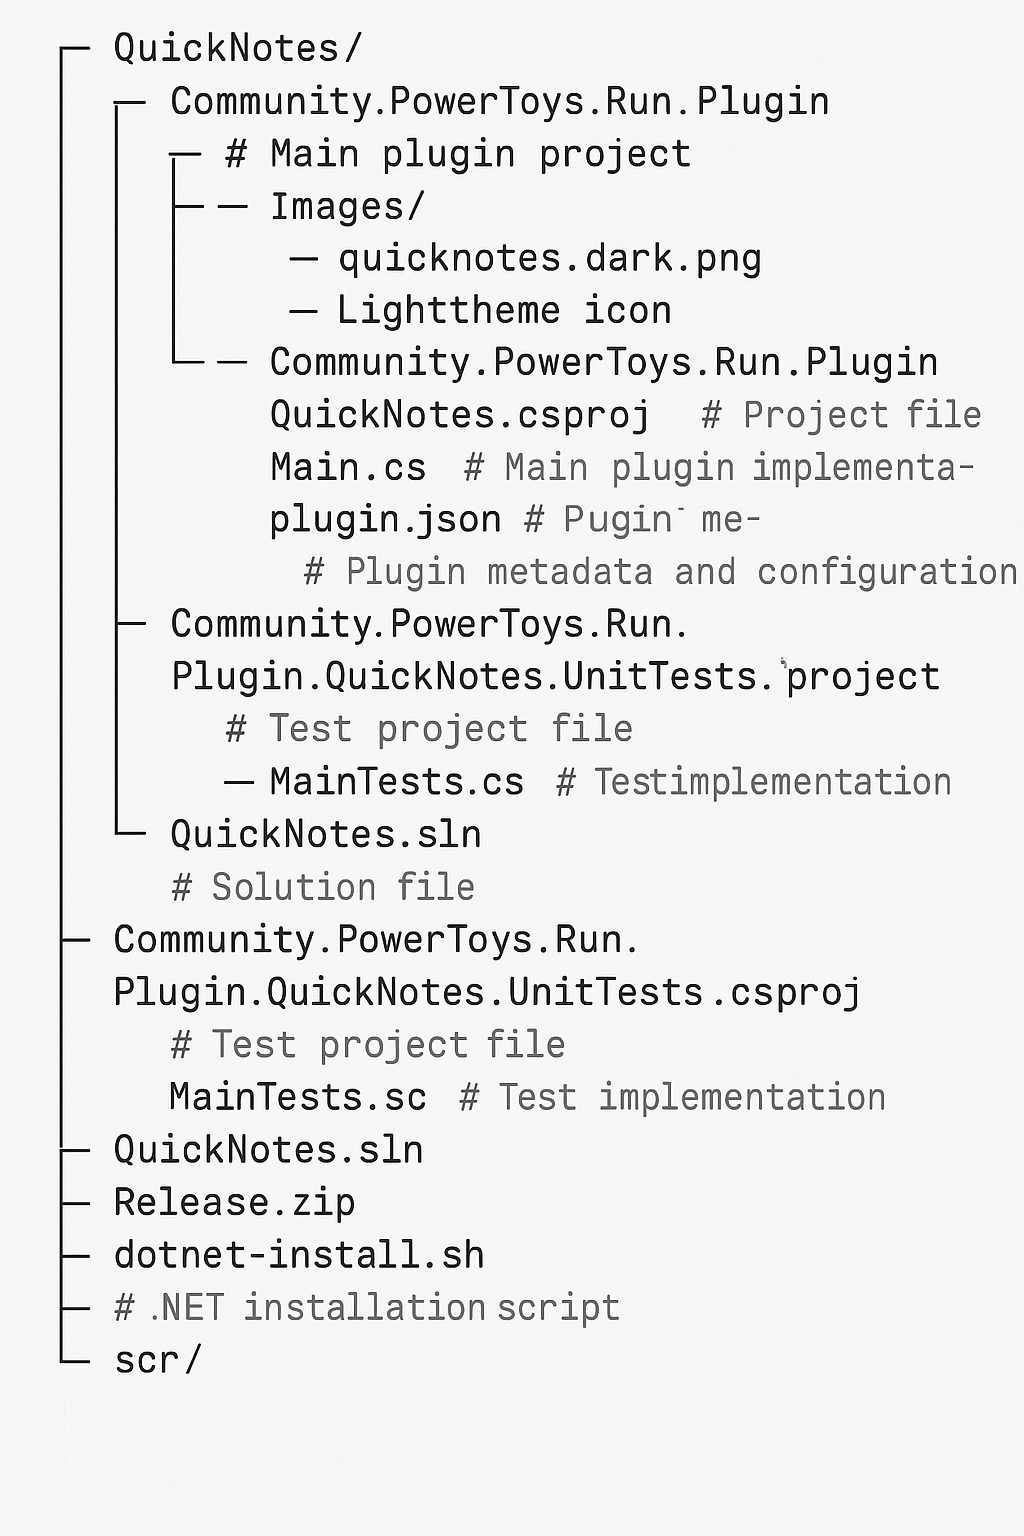 QuickNotes/
Community.PowerToys.Run.Plugin
# Main plugin project
Images/
quicknotes.dark.png
Lighttheme icon
Community.PowerToys.Run.Plugin
QuickNotes.csproj # Project file
Main.cs # Main plugin implementa-
plugin.json # Pugin me-
# Plugin metadata and configuration
Community.PowerToys.Run.
Plugin.QuickNotes.UnitTests.project
# Test project file
MainTests.cs # Testimplementation
QuickNotes.sln
# Solution file
Community.PowerToys.Run.
Plugin.QuickNotes.UnitTests.csproj
# Test project file
MainTests.sc # Test implementation
QuickNotes.sln
Release.zip
dotnet-install.sh
# .NET installation script
scr/